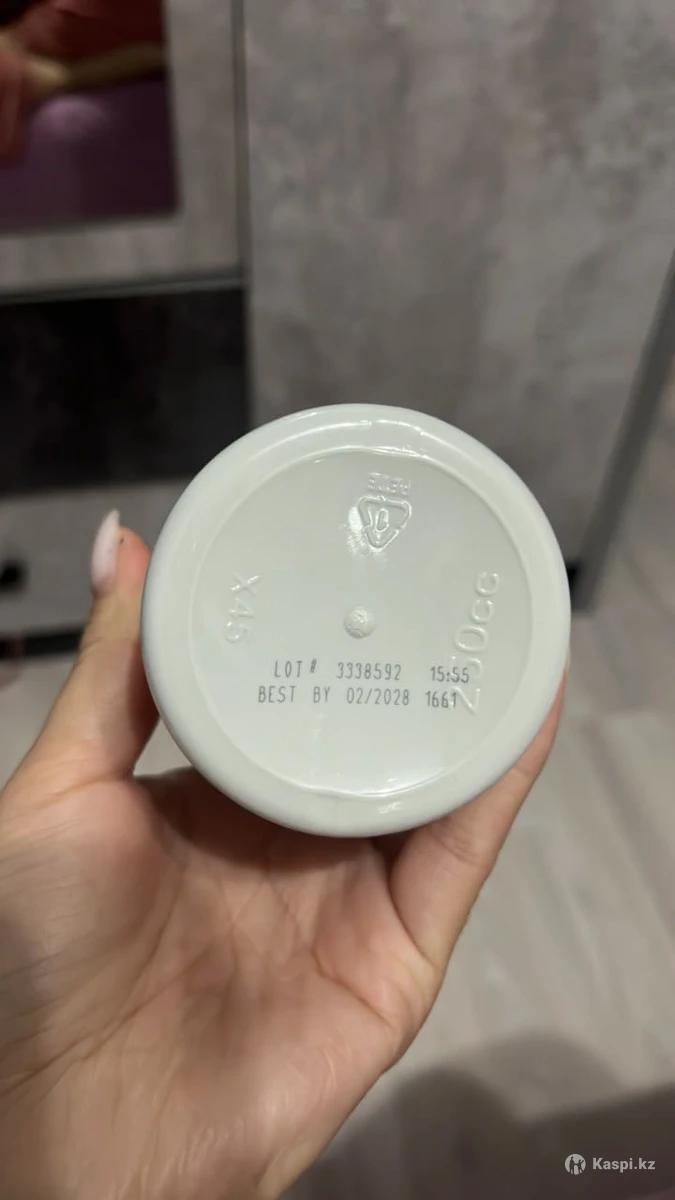 X45
250cc
LOT# 3338592 15:55
BEST BY 02/2028 1661
Kaspi.kz